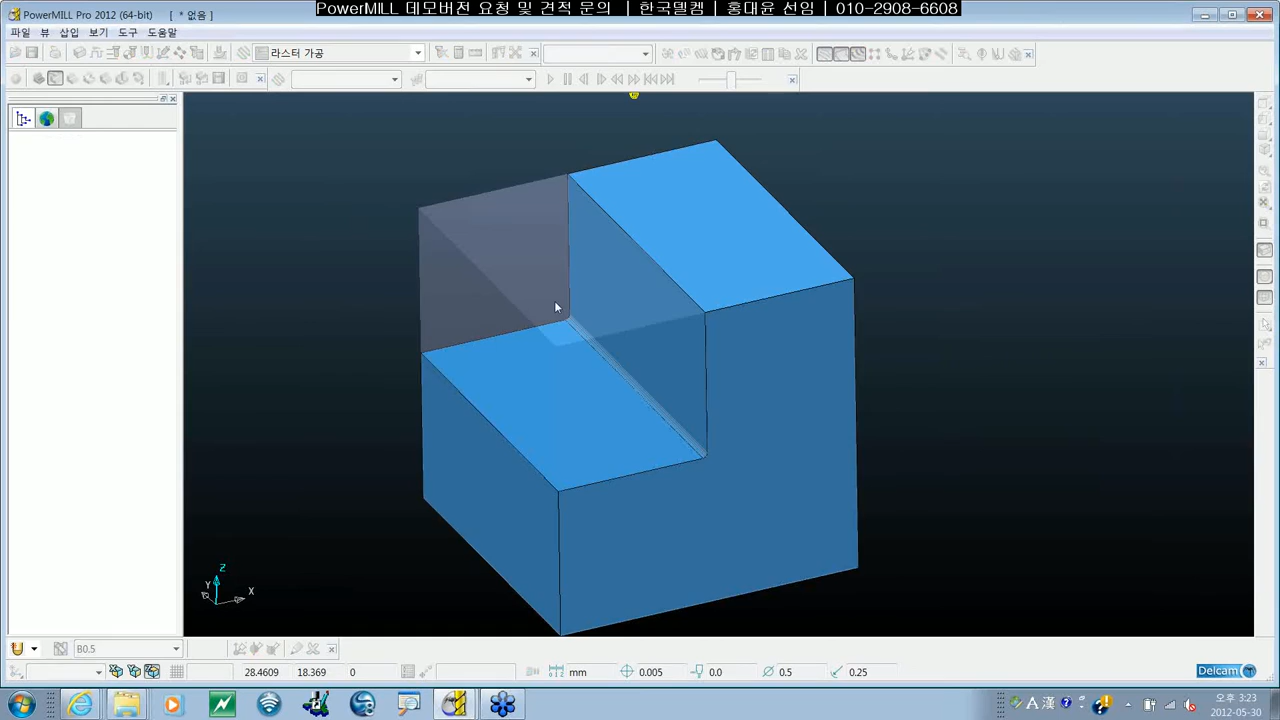 PowerMILL 데모버전 요청 및 견적 문의 | 한국델켐 | 홍대윤 선임 | 010-2908-6608
PowerMILL Pro 2012 (64-bit) [ * 없음 ]
파일 뷰 삽입 보기 도구 도움말
라스터 가공
Z
Y
X
B0.5
28.4609 18.369 0 mm 0.005 0.0 0.5 0.25
Delcam
A 漢
오후 3:23
2012-05-30